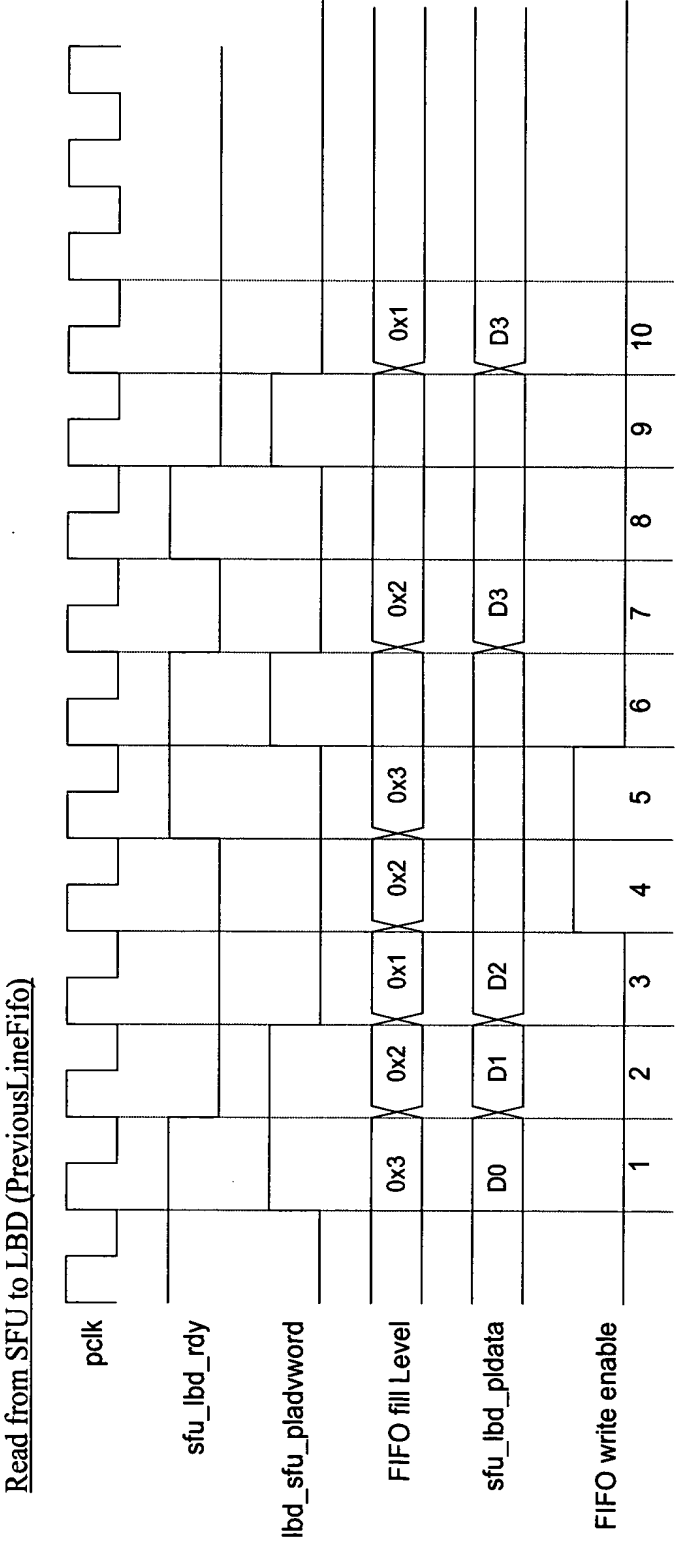 Read from SFU to LBD (PreviousLineFifo)
pclk
sfu_lbd_rdy
lbd_sfu_pladvword
FIFO fill Level
0x3 0x2 0x1 0x2 0x3 0x2 0x1
sfu_lbd_pldata
D0 D1 D2 D3 D3
FIFO write enable
1 2 3 4 5 6 7 8 9 10